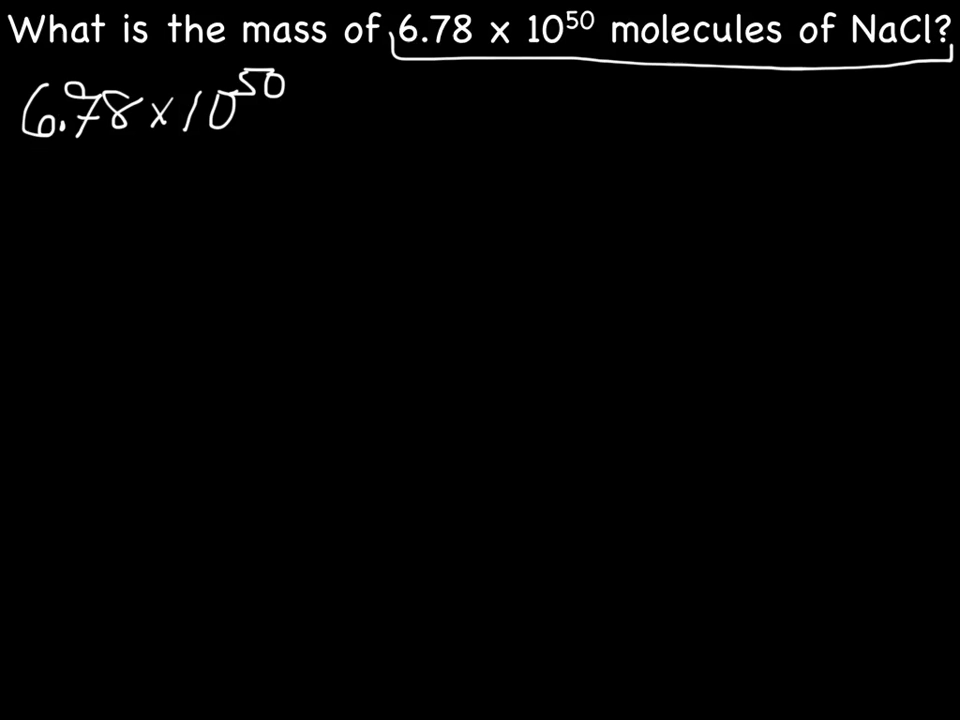 What is the mass of 6.78 x 10⁵⁰ molecules of NaCl?
6.78 x 10⁵⁰